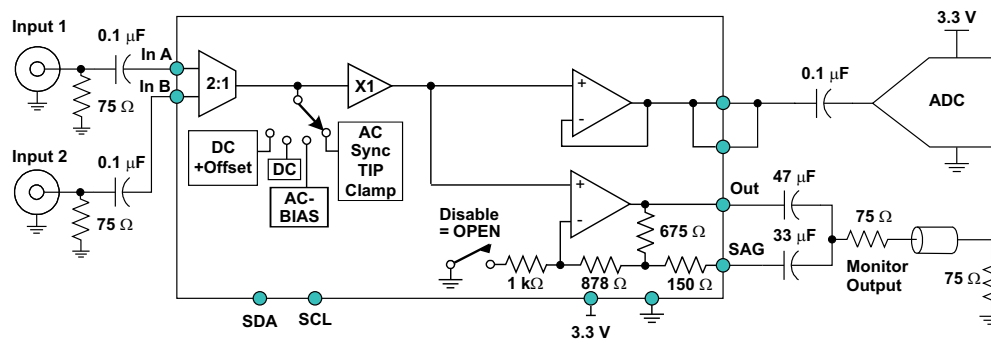 Input 1
0.1 μF
In A
In B
75 Ω
Input 2
0.1 μF
75 Ω
2:1
X1
DC
+Offset
DC
AC-
BIAS
AC
Sync
TIP
Clamp
+
-
+
-
Disable
= OPEN
1 kΩ
878 Ω
675 Ω
150 Ω
SDA
SCL
3.3 V
0.1 μF
3.3 V
ADC
Out
SAG
47 μF
33 μF
75 Ω
Monitor
Output
75 Ω